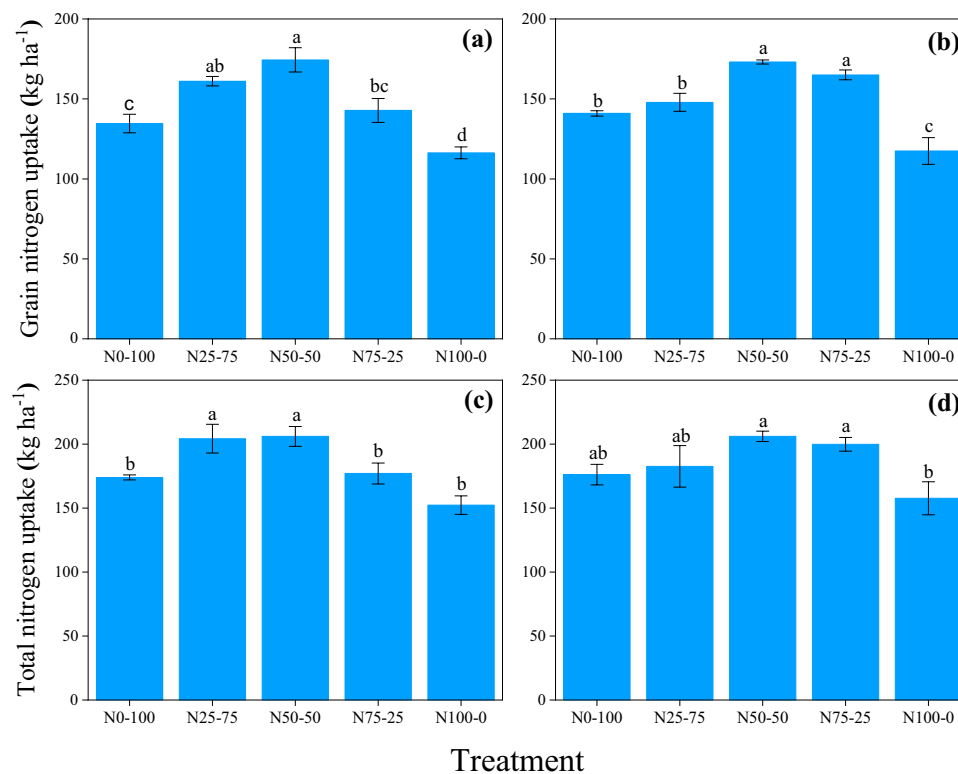 Grain nitrogen uptake (kg ha⁻¹)
200
150
100
50
0
(a)
c
ab
a
bc
d
N0-100 N25-75 N50-50 N75-25 N100-0
200
150
100
50
0
(b)
b
b
a
a
c
N0-100 N25-75 N50-50 N75-25 N100-0
Total nitrogen uptake (kg ha⁻¹)
250
200
150
100
50
0
(c)
b
a
a
b
b
N0-100 N25-75 N50-50 N75-25 N100-0
250
200
150
100
50
0
(d)
ab
ab
a
a
b
N0-100 N25-75 N50-50 N75-25 N100-0
Treatment